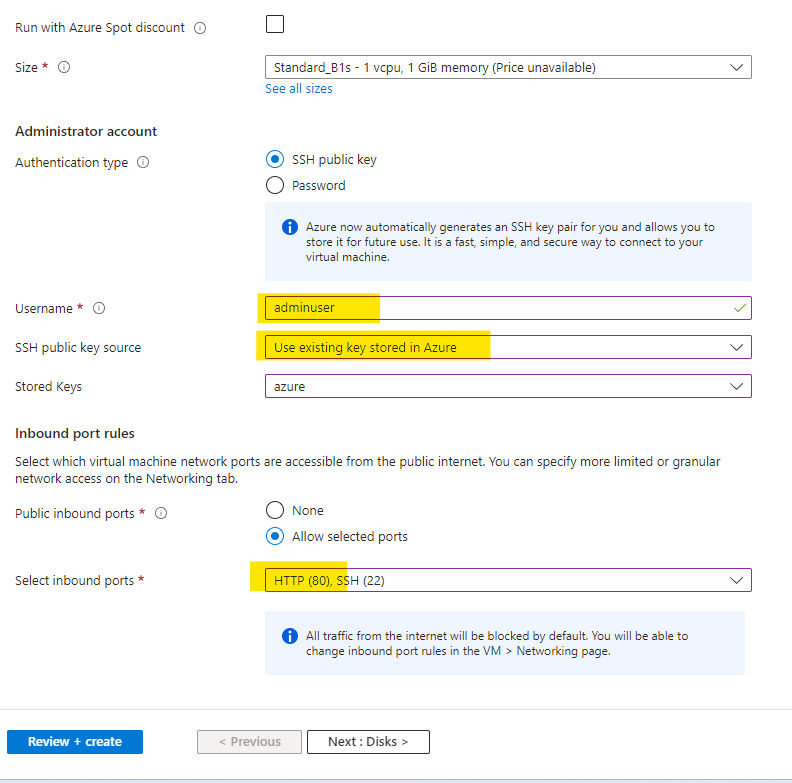 Run with Azure Spot discount
Size *
Standard_B1s - 1 vcpu, 1 GiB memory (Price unavailable)
See all sizes
Administrator account
Authentication type
SSH public key
Password
Azure now automatically generates an SSH key pair for you and allows you to
store it for future use. It is a fast, simple, and secure way to connect to your
virtual machine.
Username *
adminuser
SSH public key source
Use existing key stored in Azure
Stored Keys
azure
Inbound port rules
Select which virtual machine network ports are accessible from the public internet. You can specify more limited or granular
network access on the Networking tab.
Public inbound ports *
None
Allow selected ports
Select inbound ports *
HTTP (80), SSH (22)
All traffic from the internet will be blocked by default. You will be able to
change inbound port rules in the VM > Networking page.
Review + create
< Previous
Next : Disks >